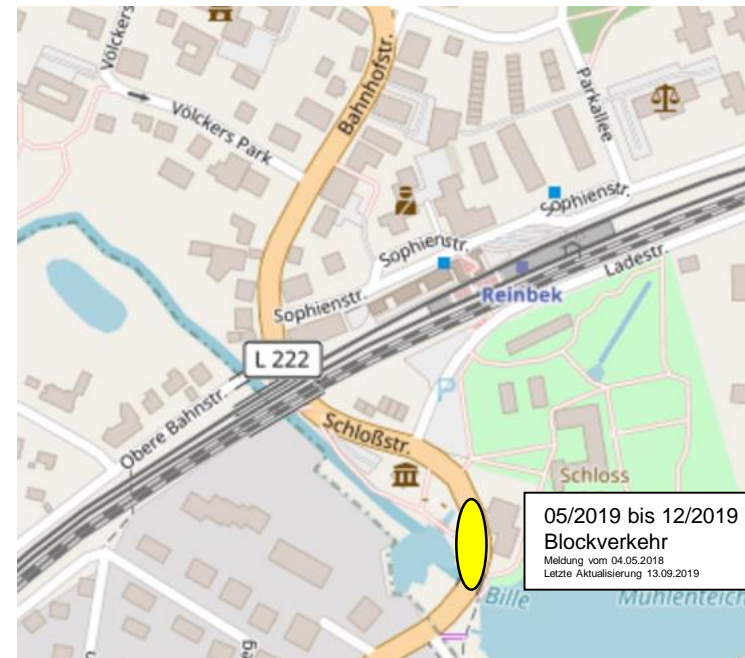 Völckers
Bahnhofstr.
Parkallee
Völckers Park
Sophienstr.
Sophienstr.
Ladestr.
Sophienstr.
Reinbek
L 222
P
Obere Bahnstr.
Schloßstr.
Schloss
05/2019 bis 12/2019
Blockverkehr
Meldung vom 04.05.2018
Letzte Aktualisierung 13.09.2019
Bille
Mühlenteich